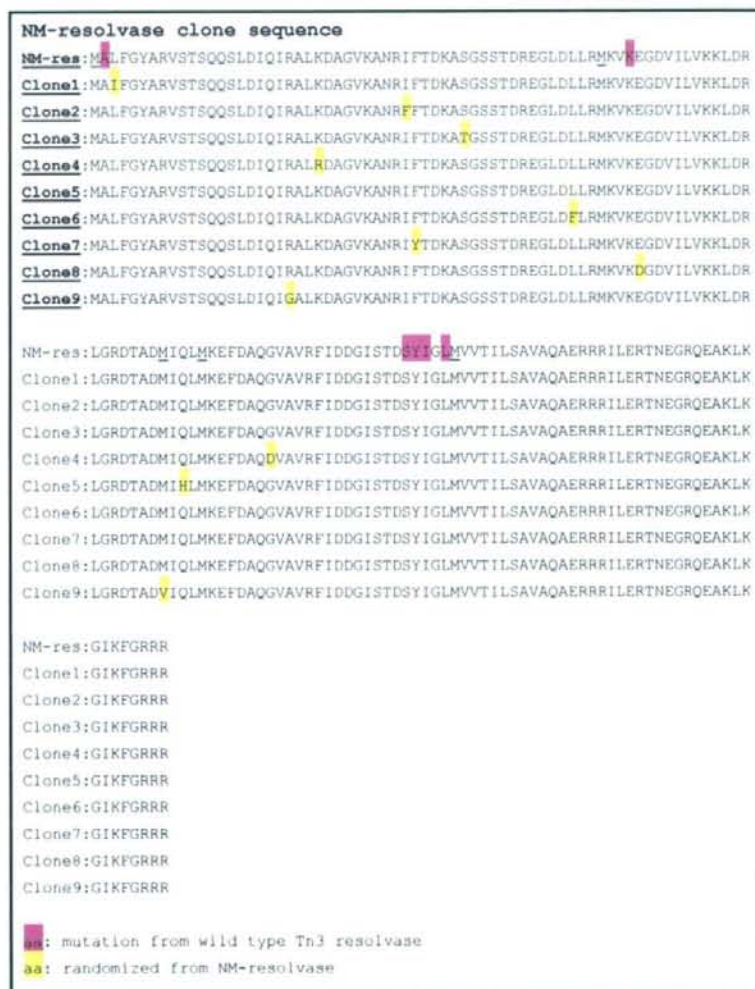 NM-resolvase clone sequence
NM-res:MALFGYARVSTSQQSLDIQIRALKDAGVKANRIFTDKASGSSTDREGLDLLRMKVKEGDVILVKKLDR
Clone1:MAIFGYARVSTSQQSLDIQIRALKDAGVKANRIFTDKASGSSTDREGLDLLRMKVKEGDVILVKKLDR
Clone2:MALFGYARVSTSQQSLDIQIRALKDAGVKANRFFTDKASGSSTDREGLDLLRMKVKEGDVILVKKLDR
Clone3:MALFGYARVSTSQQSLDIQIRALKDAGVKANRIFTDKATGSSTDREGLDLLRMKVKEGDVILVKKLDR
Clone4:MALFGYARVSTSQQSLDIQIRALRDAGVKANRIFTDKASGSSTDREGLDLLRMKVKEGDVILVKKLDR
Clone5:MALFGYARVSTSQQSLDIQIRALKDAGVKANRIFTDKASGSSTDREGLDLLRMKVKEGDVILVKKLDR
Clone6:MALFGYARVSTSQQSLDIQIRALKDAGVKANRIFTDKASGSSTDREGLDFLRMKVKEGDVILVKKLDR
Clone7:MALFGYARVSTSQQSLDIQIRALKDAGVKANRIYTDKASGSSTDREGLDLLRMKVKEGDVILVKKLDR
Clone8:MALFGYARVSTSQQSLDIQIRALKDAGVKANRIFTDKASGSSTDREGLDLLRMKVKDGDVILVKKLDR
Clone9:MALFGYARVSTSQQSLDIQIGALKDAGVKANRIFTDKASGSSTDREGLDLLRMKVKEGDVILVKKLDR
NM-res:LGRDTADMIQLMKEFDAQGVAVRFIDDGISTDSYIGLMVVTILSAVAQAERRRILERTNEGRQEAKLK
Clone1:LGRDTADMIQLMKEFDAQGVAVRFIDDGISTDSYIGLMVVTILSAVAQAERRRILERTNEGRQEAKLK
Clone2:LGRDTADMIQLMKEFDAQGVAVRFIDDGISTDSYIGLMVVTILSAVAQAERRRILERTNEGRQEAKLK
Clone3:LGRDTADMIQLMKEFDAQGVAVRFIDDGISTDSYIGLMVVTILSAVAQAERRRILERTNEGRQEAKLK
Clone4:LGRDTADMIQLMKEFDAQDVAVRFIDDGISTDSYIGLMVVTILSAVAQAERRRILERTNEGRQEAKLK
Clone5:LGRDTADMIHLMKEFDAQGVAVRFIDDGISTDSYIGLMVVTILSAVAQAERRRILERTNEGRQEAKLK
Clone6:LGRDTADMIQLMKEFDAQGVAVRFIDDGISTDSYIGLMVVTILSAVAQAERRRILERTNEGRQEAKLK
Clone7:LGRDTADMIQLMKEFDAQGVAVRFIDDGISTDSYIGLMVVTILSAVAQAERRRILERTNEGRQEAKLK
Clone8:LGRDTADMIQLMKEFDAQGVAVRFIDDGISTDSYIGLMVVTILSAVAQAERRRILERTNEGRQEAKLK
Clone9:LGRDTADVIQLMKEFDAQGVAVRFIDDGISTDSYIGLMVVTILSAVAQAERRRILERTNEGRQEAKLK
NM-res:GIKFGRRR
Clone1:GIKFGRRR
Clone2:GIKFGRRR
Clone3:GIKFGRRR
Clone4:GIKFGRRR
Clone5:GIKFGRRR
Clone6:GIKFGRRR
Clone7:GIKFGRRR
Clone8:GIKFGRRR
Clone9:GIKFGRRR
aa: mutation from wild type Tn3 resolvase
aa: randomized from NM-resolvase